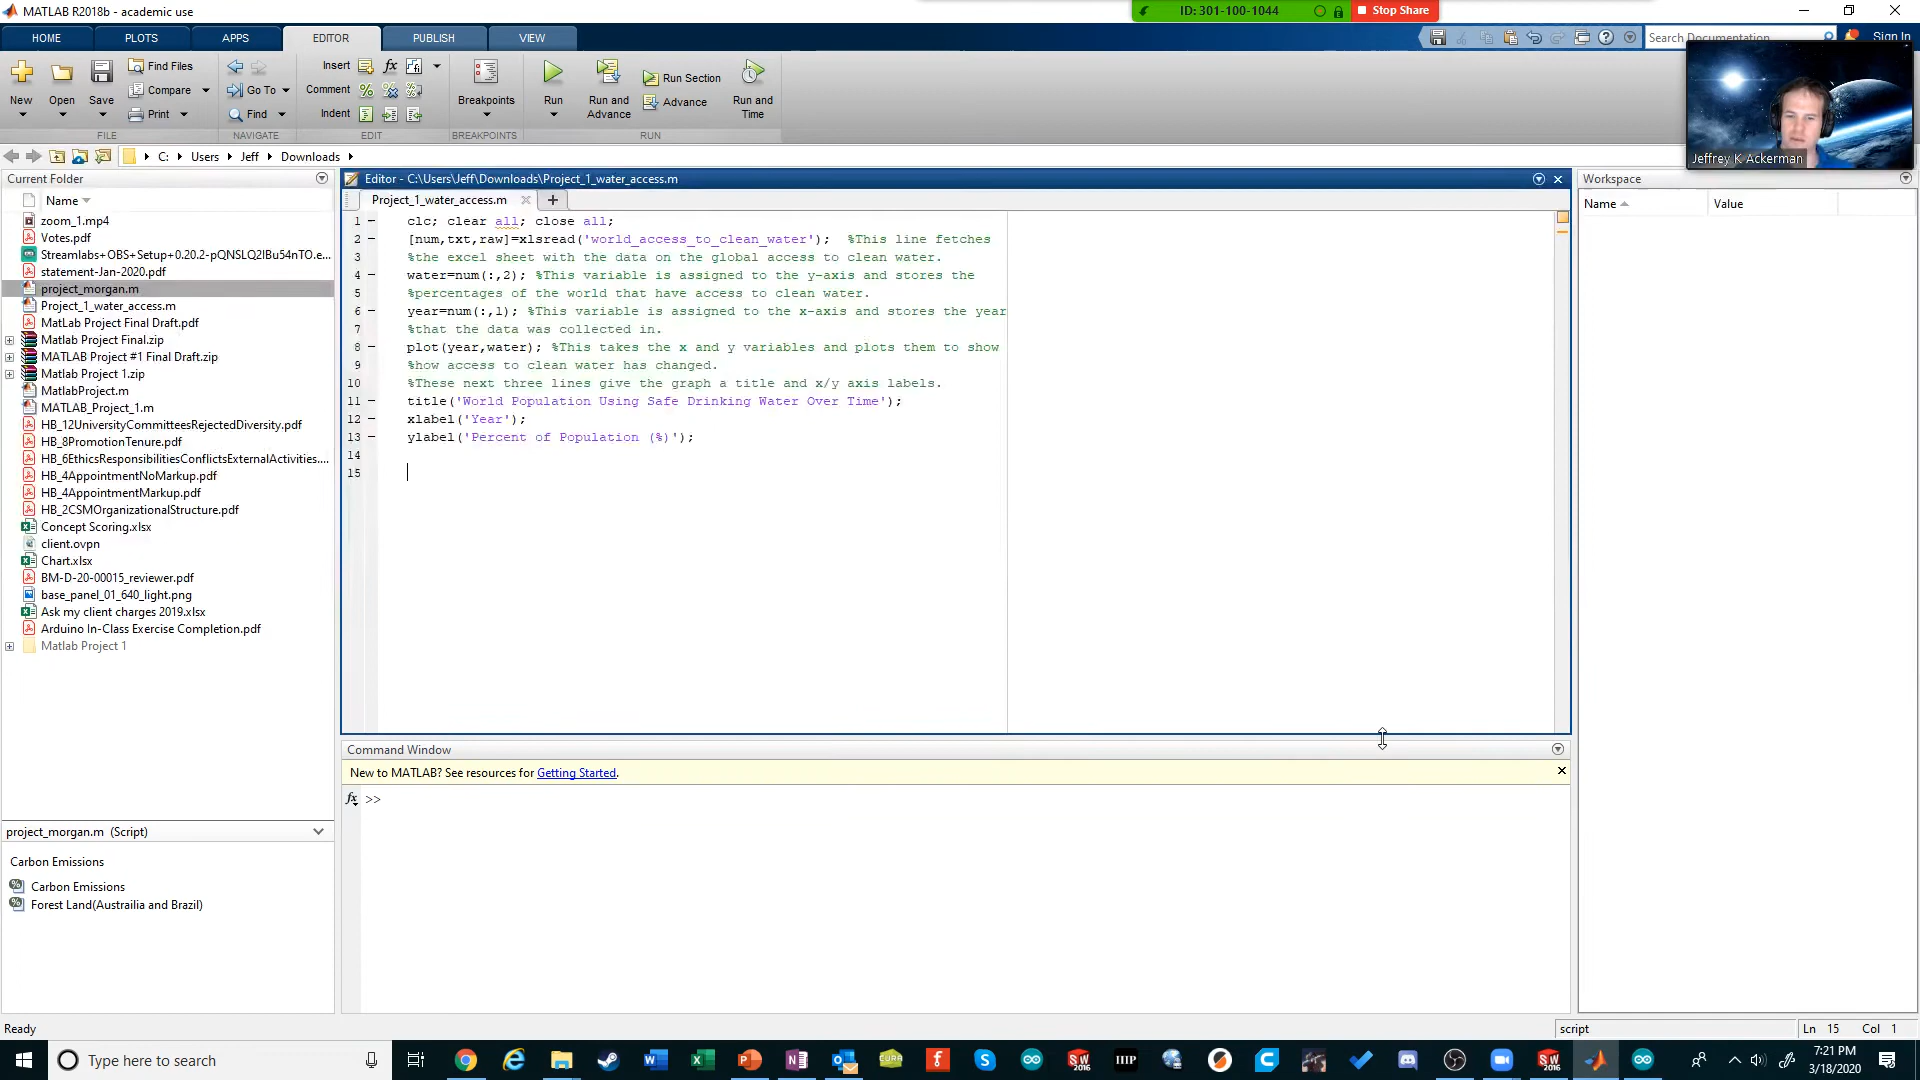 MATLAB R2018b - academic use
ID: 301-100-1044
Stop Share
HOME
PLOTS
APPS
EDITOR
PUBLISH
VIEW
Search Documentation
Sign In
New
Open
Save
Find Files
Compare
Print
Go To
Find
Insert
Comment
Indent
Breakpoints
Run
Run and Advance
Run Section
Advance
Run and Time
FILE
NAVIGATE
EDIT
BREAKPOINTS
RUN
Jeffrey K Ackerman
C:
Users
Jeff
Downloads
Current Folder
Name
zoom_1.mp4
Votes.pdf
Streamlabs+OBS+Setup+0.20.2-pQNSLQ2IBu54nTO.e...
statement-Jan-2020.pdf
project_morgan.m
Project_1_water_access.m
MatLab Project Final Draft.pdf
Matlab Project Final.zip
MATLAB Project #1 Final Draft.zip
Matlab Project 1.zip
MatlabProject.m
MATLAB_Project_1.m
HB_12UniversityCommitteesRejectedDiversity.pdf
HB_8PromotionTenure.pdf
HB_6EthicsResponsibilitiesConflictsExternalActivities....
HB_4AppointmentNoMarkup.pdf
HB_4AppointmentMarkup.pdf
HB_2CSMOrganizationalStructure.pdf
Concept Scoring.xlsx
client.ovpn
Chart.xlsx
BM-D-20-00015_reviewer.pdf
base_panel_01_640_light.png
Ask my client charges 2019.xlsx
Arduino In-Class Exercise Completion.pdf
Matlab Project 1
project_morgan.m (Script)
Carbon Emissions
Carbon Emissions
Forest Land(Austrailia and Brazil)
Editor - C:\Users\Jeff\Downloads\Project_1_water_access.m
Project_1_water_access.m
1 clc; clear all; close all;
2 [num,txt,raw]=xlsread('world_access_to_clean_water'); %This line fetches
3 %the excel sheet with the data on the global access to clean water.
4 water=num(:,2); %This variable is assigned to the y-axis and stores the
5 %percentages of the world that have access to clean water.
6 year=num(:,1); %This variable is assigned to the x-axis and stores the year
7 %that the data was collected in.
8 plot(year,water); %This takes the x and y variables and plots them to show
9 %how access to clean water has changed.
10 %These next three lines give the graph a title and x/y axis labels.
11 title('World Population Using Safe Drinking Water Over Time');
12 xlabel('Year');
13 ylabel('Percent of Population (%)');
14
15
Command Window
New to MATLAB? See resources for Getting Started.
fx >>
Workspace
Name
Value
Ready
script
Ln 15 Col 1
Type here to search
7:21 PM
3/18/2020